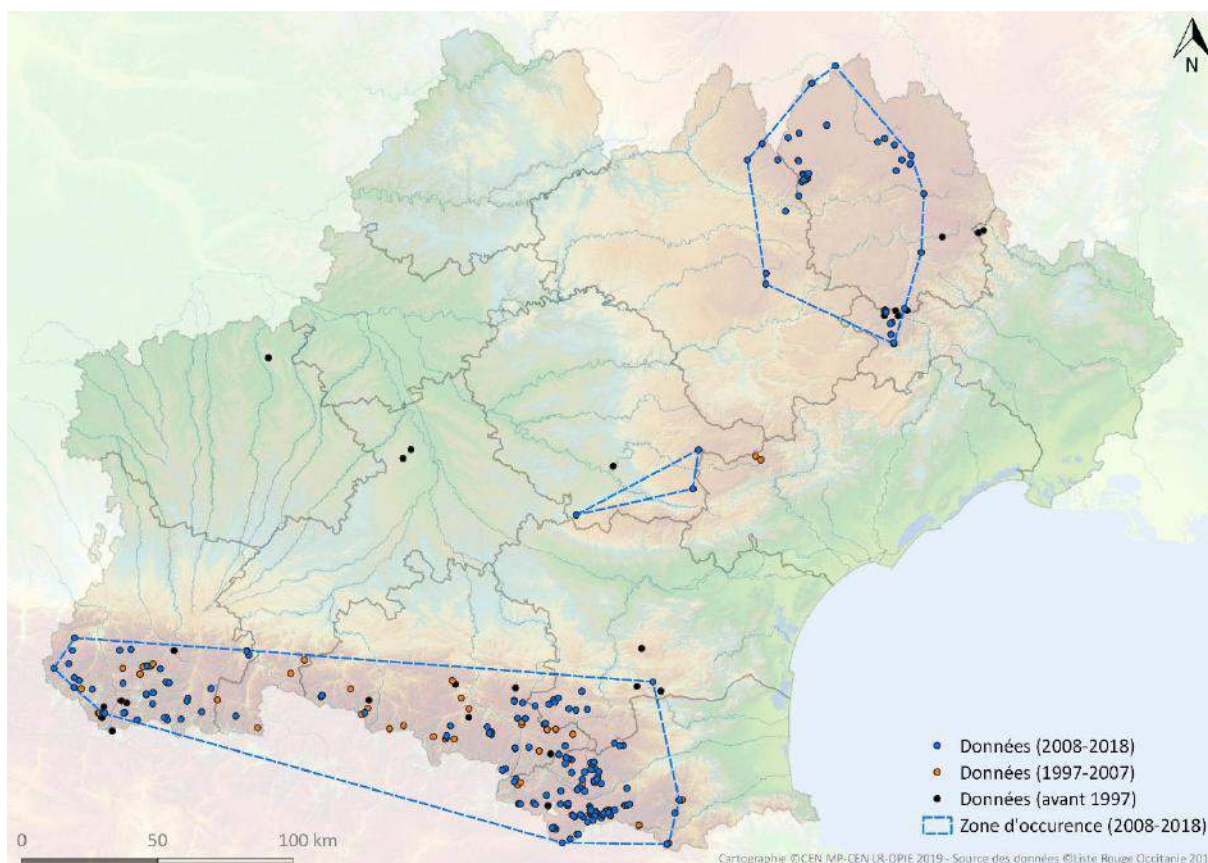 N
Données (2008-2018)
Données (1997-2007)
Données (avant 1997)
Zone d'occurence (2008-2018)
0 50 100 km
Cartographie ©CEN MP-CEN LR-OPIE 2019 - Source des données ©Liste Rouge Occitanie 201